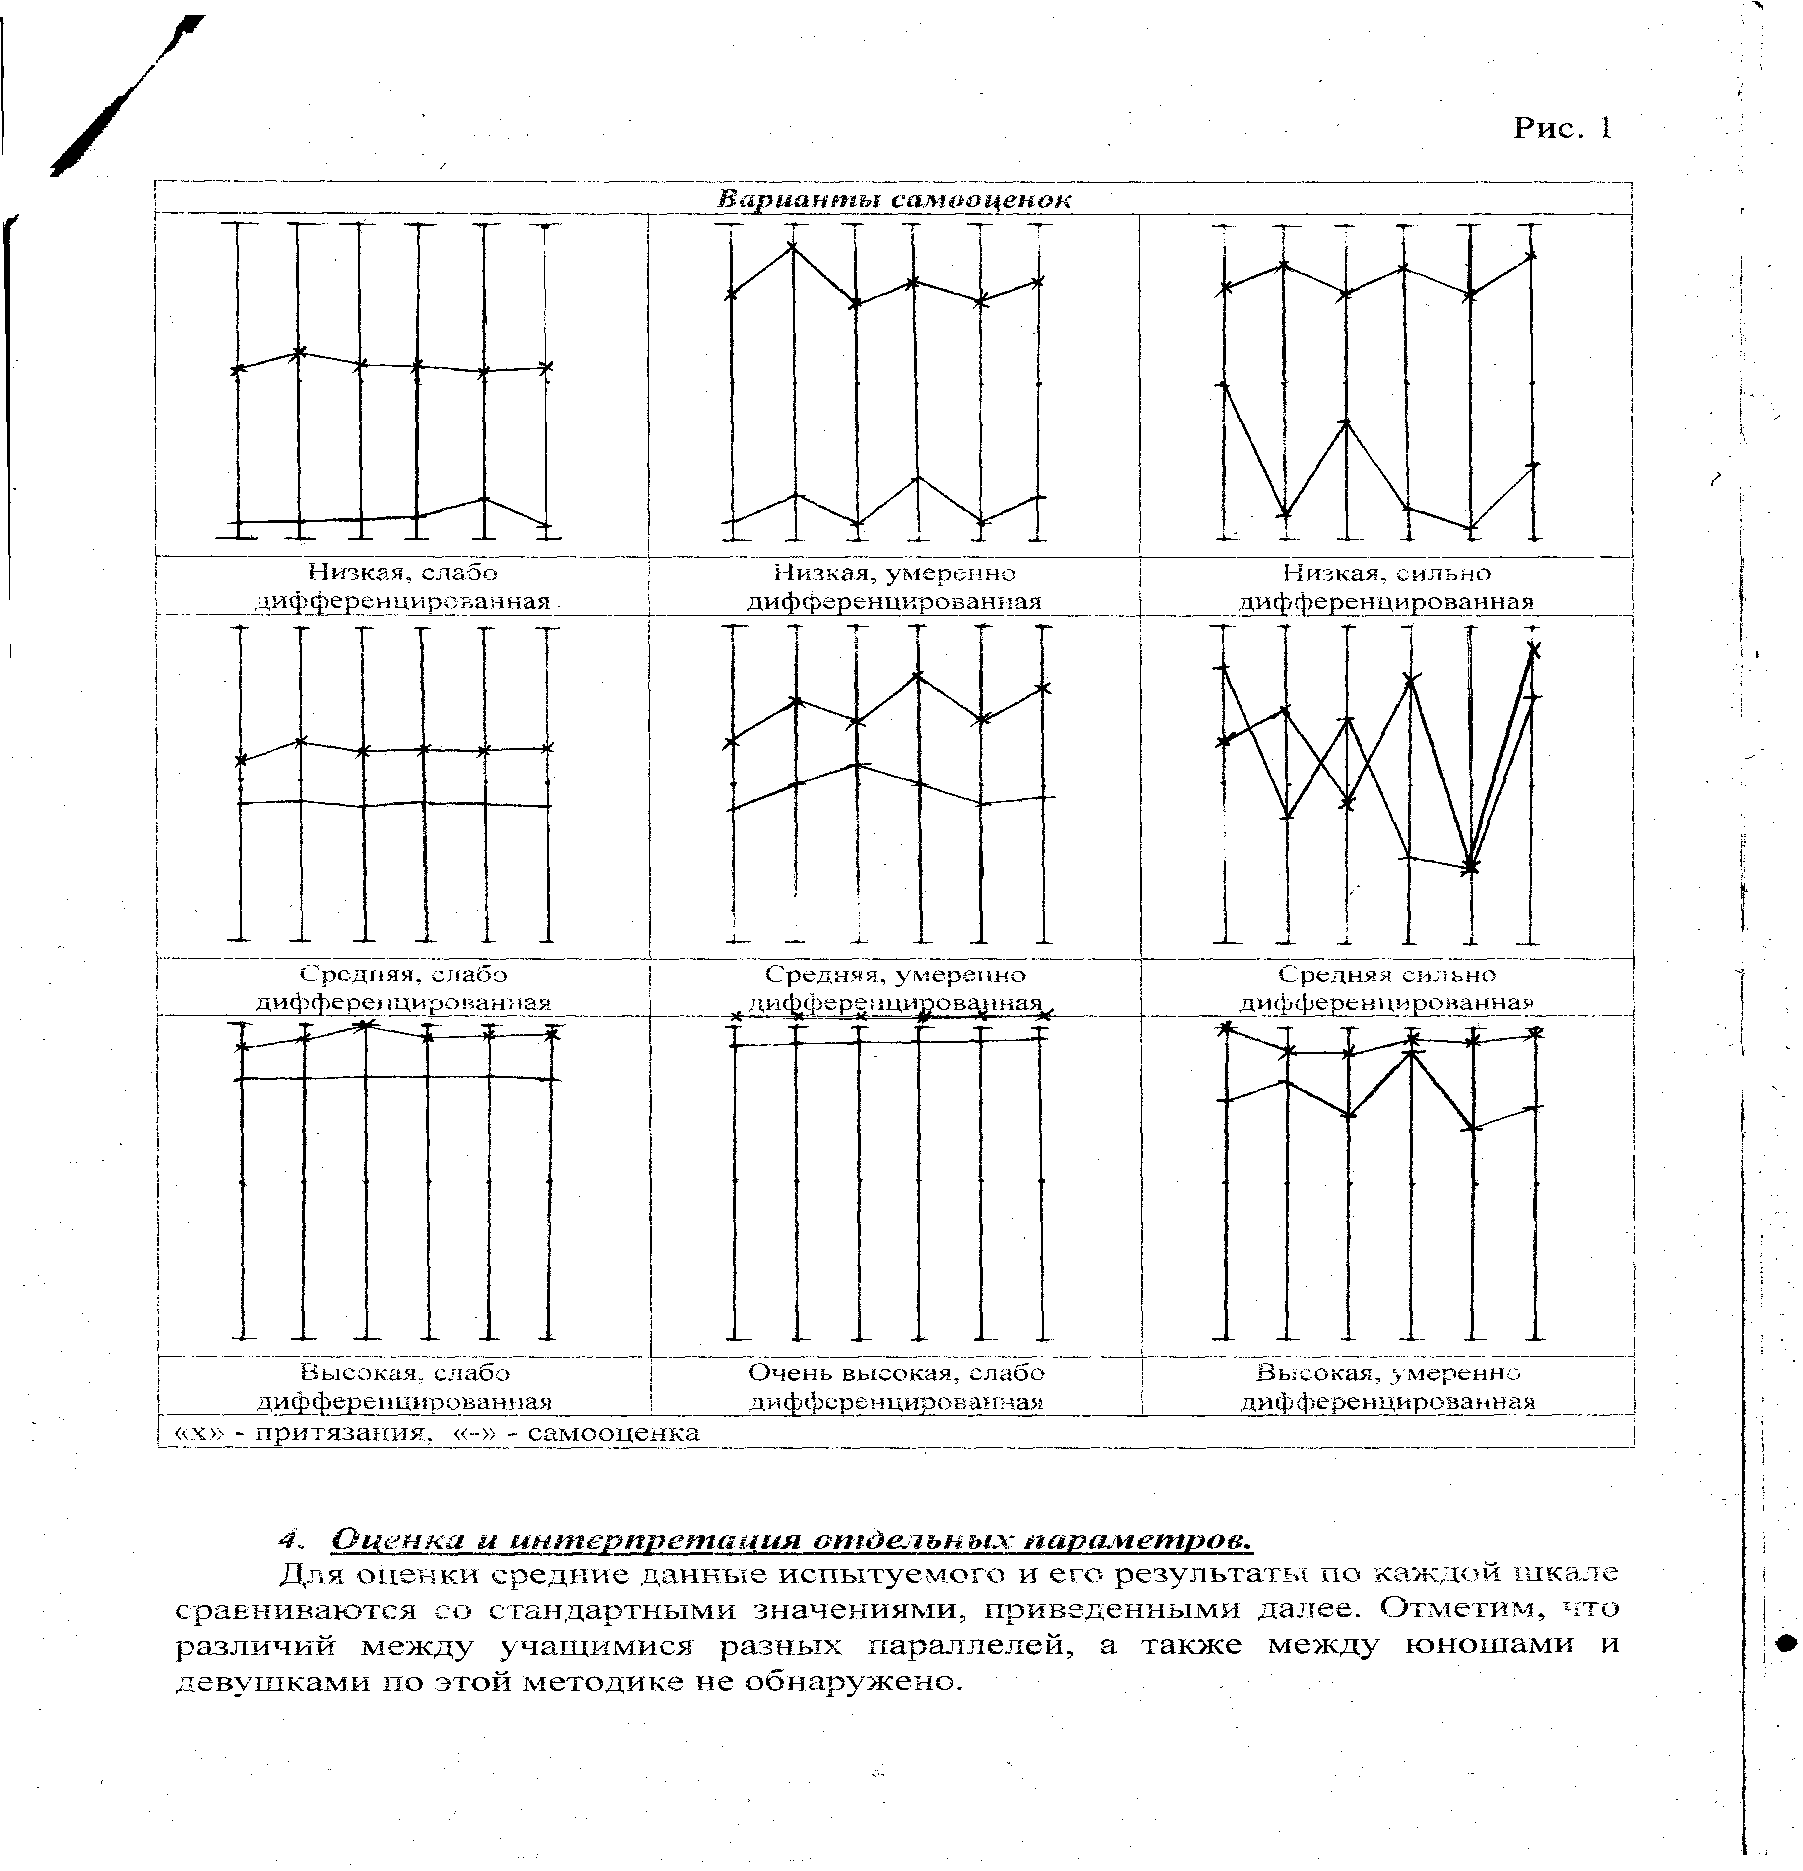 Рис. 1
Варианты самооценок
Низкая, слабо
дифференцированная
Низкая, умеренно
дифференцированная
Низкая, сильно
дифференцированная
Средняя, слабо
дифференцированная
Средняя, умеренно
дифференцированная
Средняя сильно
дифференцированная
Высокая, слабо
дифференцированная
Очень высокая, слабо
дифференцированная
Высокая, умеренно
дифференцированная
«х» - притязания, «-» - самооценка
4. Оценка и интерпретация отдельных параметров.
Для оценки средние данные испытуемого и его результаты по каждой шкале
сравниваются со стандартными значениями, приведенными далее. Отметим, что
различий между учащимися разных параллелей, а также между юношами и
девушками по этой методике не обнаружено.